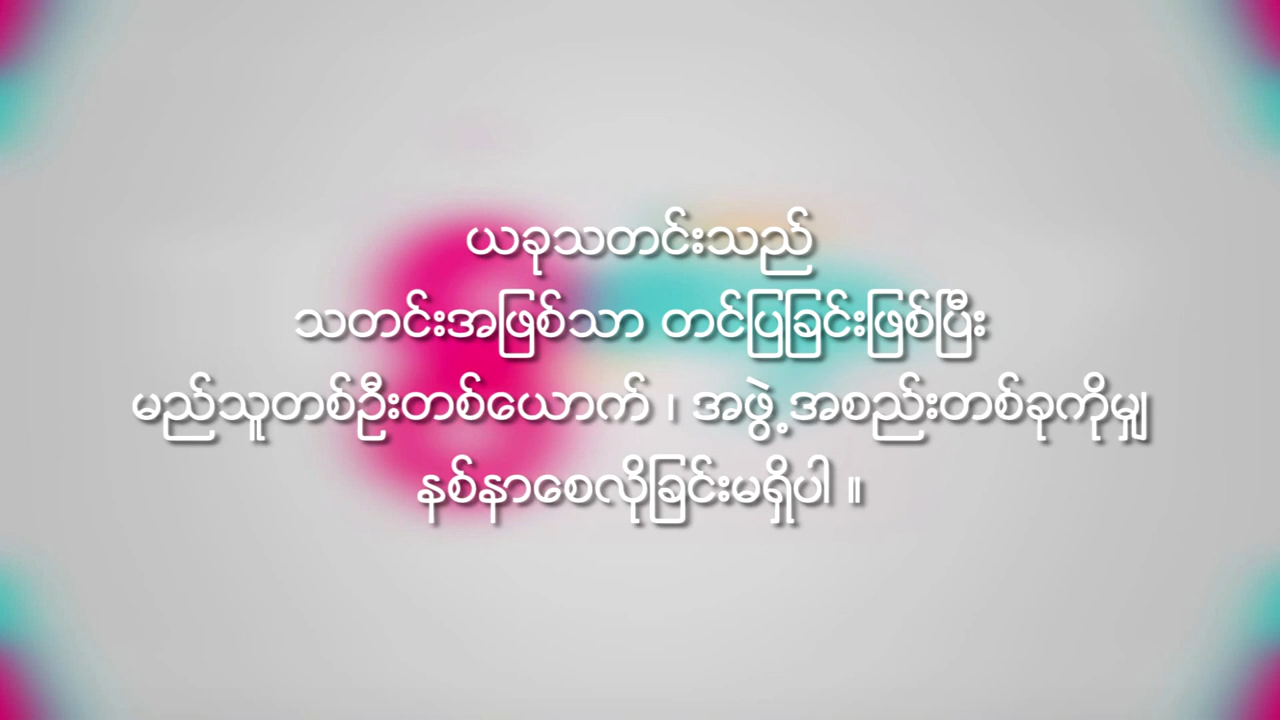 ယခုသတင်းသည်
သတင်းအဖြစ်သာ တင်ပြခြင်းဖြစ်ပြီး
မည်သူတစ်ဦးတစ်ယောက် ၊ အဖွဲ့အစည်းတစ်ခုကိုမျှ
နစ်နာစေလိုခြင်းမရှိပါ ။